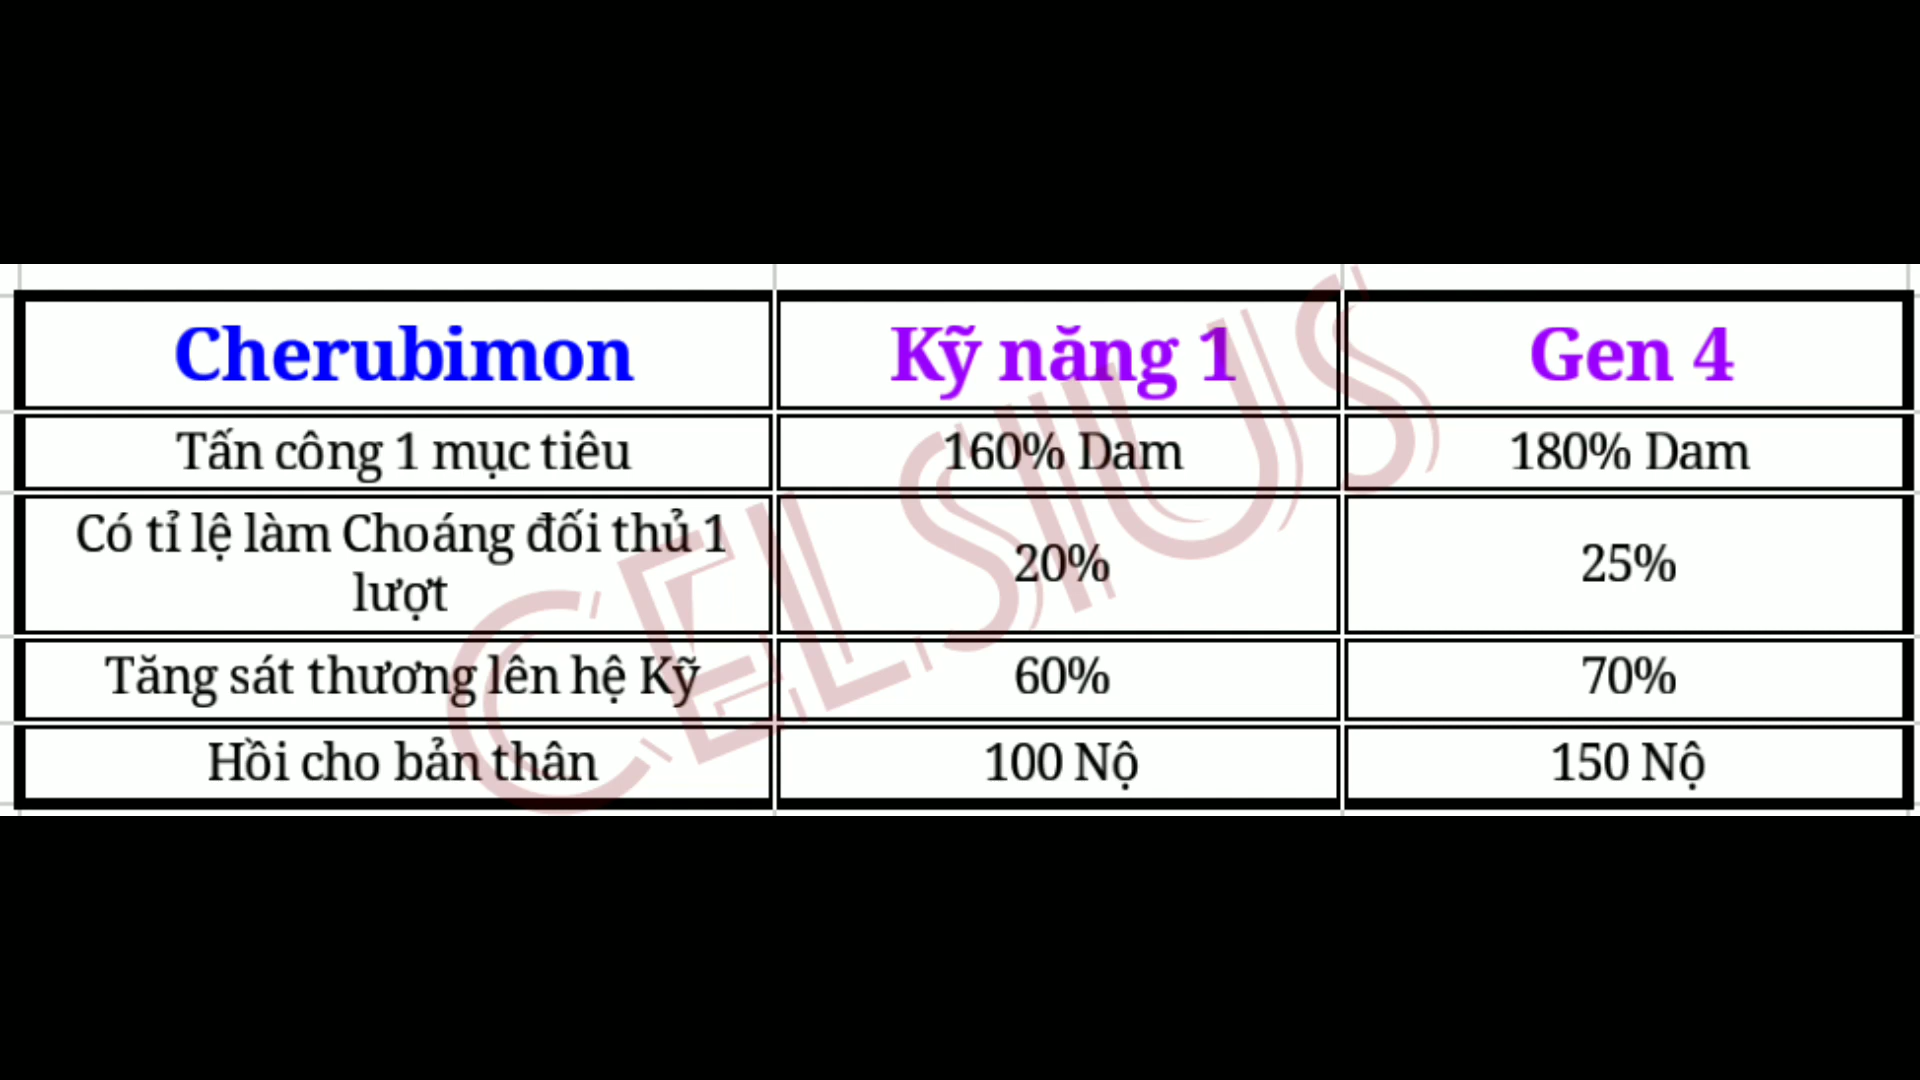 Cherubimon Kỹ năng 1 Gen 4
Tấn công 1 mục tiêu 160% Dam 180% Dam
Có tỉ lệ làm Choáng đối thủ 1
lượt 20% 25%
Tăng sát thương lên hệ Kỹ 60% 70%
Hồi cho bản thân 100 Nộ 150 Nộ
CELSIUS